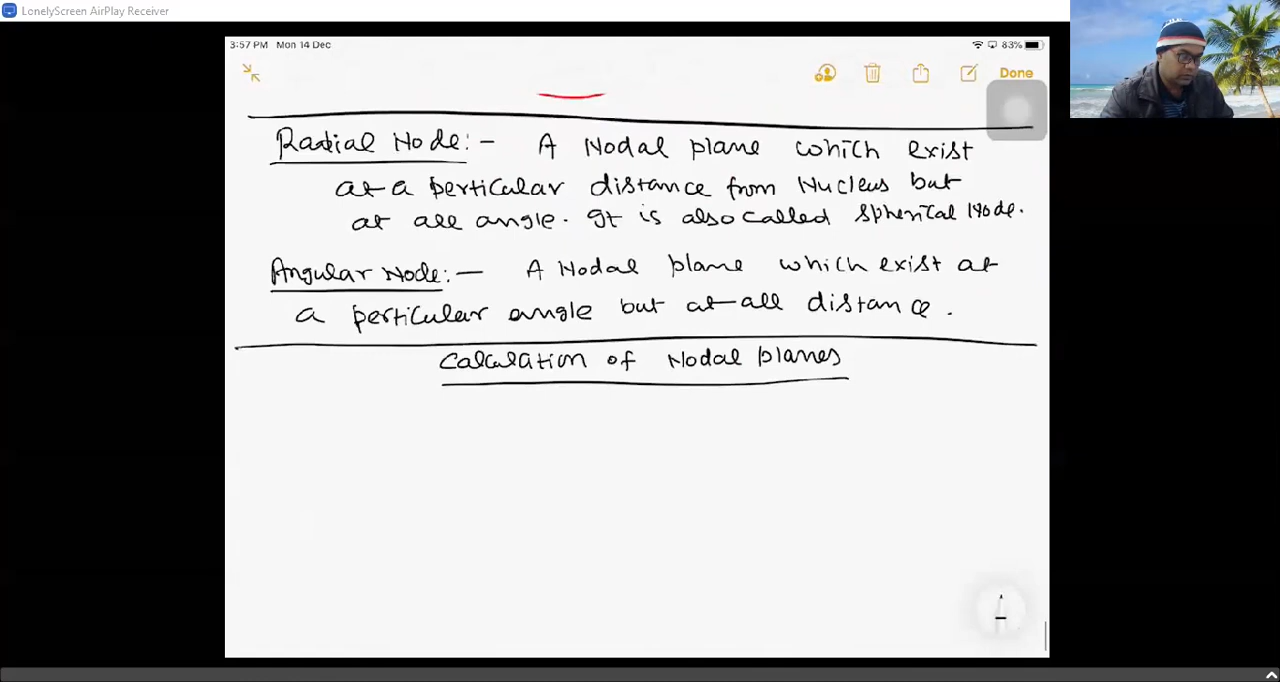 LonelyScreen AirPlay Receiver
3:57 PM Mon 14 Dec
83%
Done
Radial Node:- A Nodal plane which exist
at a perticular distance from Nucleus but
at all angle. It is also called Spherical Node.
Angular Node:- A Nodal plane which exist at
a perticular angle but at all distance.
Calculation of Nodal planes